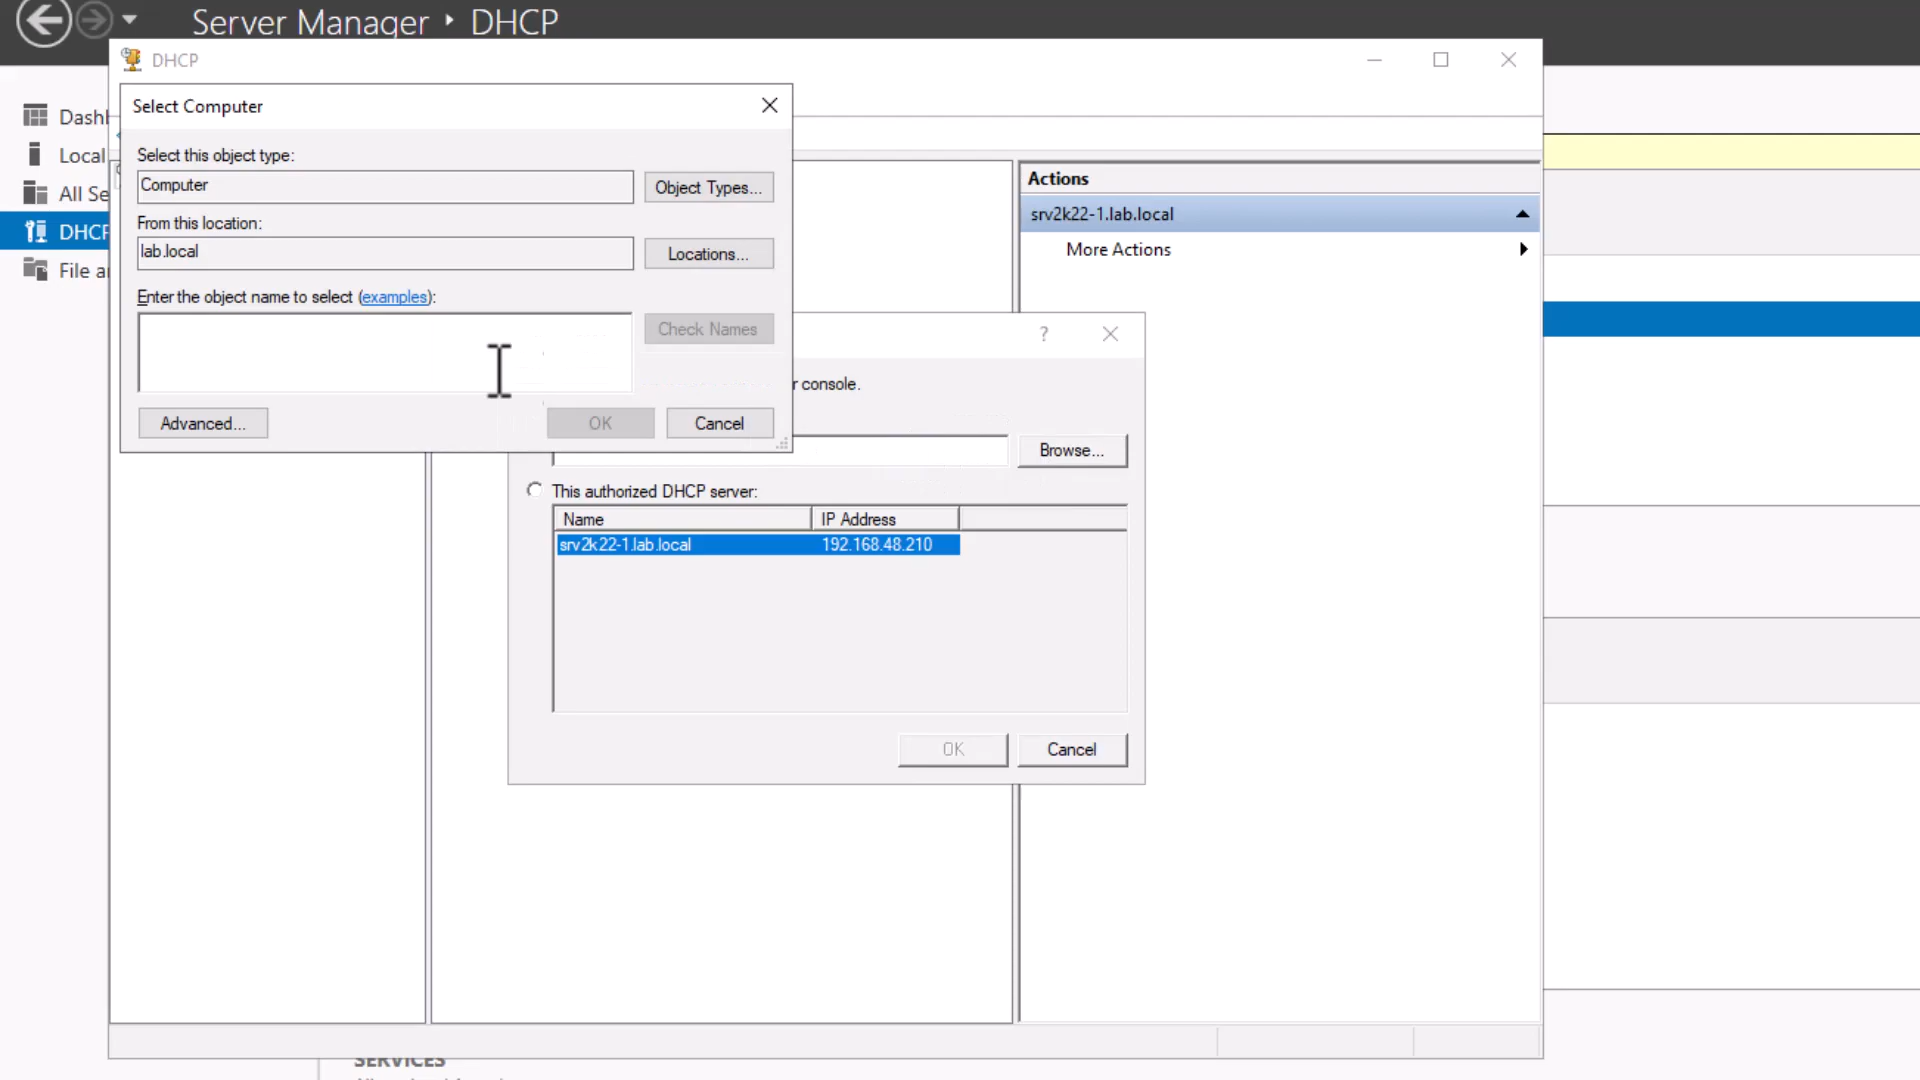 Server Manager ‣ DHCP
DHCP
Select Computer
Dashb
Local
All Se
DHCP
File a
Select this object type:
Computer
Object Types...
From this location:
lab.local
Locations...
Enter the object name to select (examples):
Check Names
Advanced...
OK
Cancel
Actions
srv2k22-1.lab.local
More Actions
?
r console.
Browse...
This authorized DHCP server:
Name
IP Address
srv2k22-1.lab.local
192.168.48.210
OK
Cancel
SERVICES